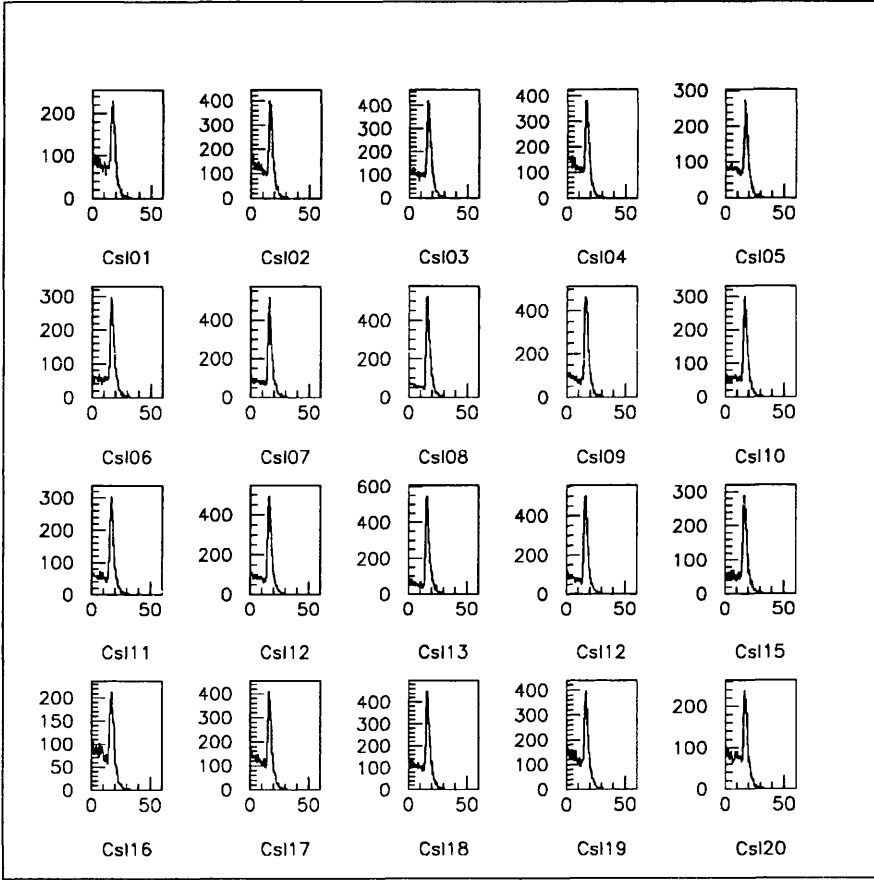 200 100 0 0 50 CsI01
400 300 200 100 0 0 50 CsI02
400 300 200 100 0 0 50 CsI03
400 300 200 100 0 0 50 CsI04
300 200 100 0 0 50 CsI05
300 200 100 0 0 50 CsI06
400 200 0 0 50 CsI07
400 200 0 0 50 CsI08
400 200 0 0 50 CsI09
300 200 100 0 0 50 CsI10
300 200 100 0 0 50 CsI11
400 200 0 0 50 CsI12
600 400 200 0 0 50 CsI13
400 200 0 0 50 CsI12
300 200 100 0 0 50 CsI15
200 150 100 50 0 0 50 CsI16
400 300 200 100 0 0 50 CsI17
400 300 200 100 0 0 50 CsI18
400 300 200 100 0 0 50 CsI19
200 100 0 0 50 CsI20